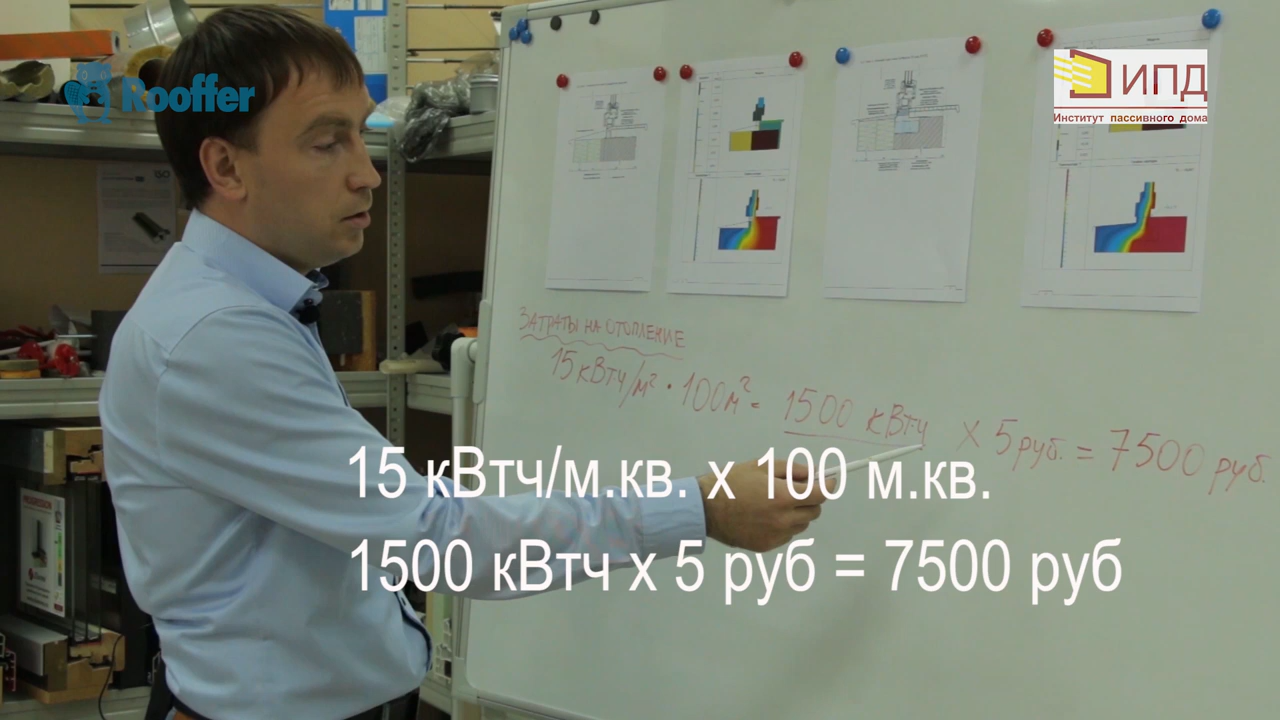 Rooffer
ИПД
Институт пассивного дома
ISO
ЗАТРАТЫ НА ОТОПЛЕНИЕ
15 кВтч/м² · 100м² = 1500 кВтч × 5 руб. = 7500 руб.
15 кВтч/м.кв. х 100 м.кв.
1500 кВтч х 5 руб = 7500 руб